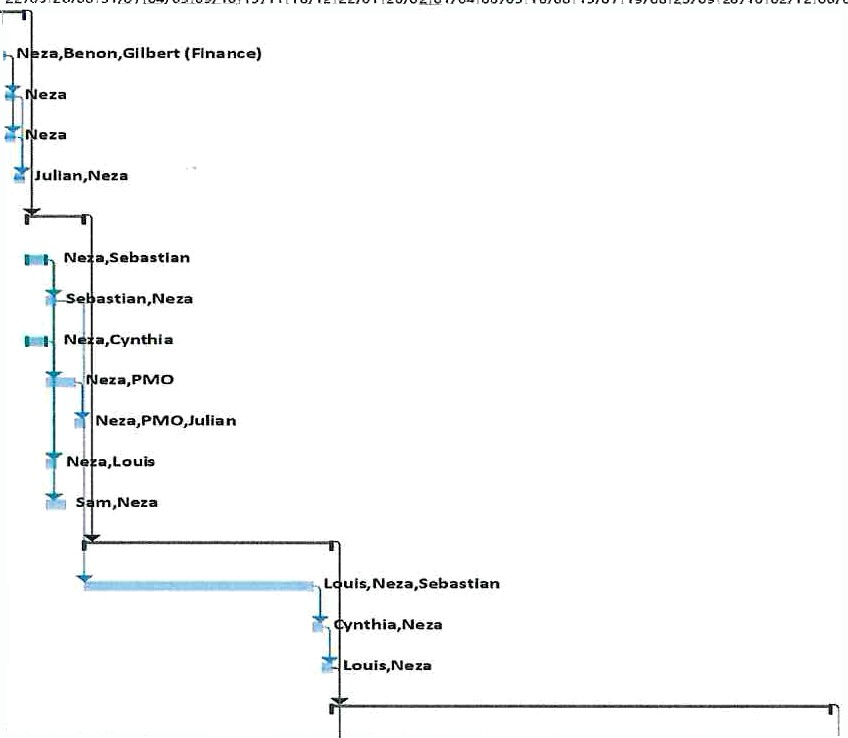 Neza,Benon,Gilbert (Finance)
Neza
Neza
Julian,Neza
Neza,Sebastian
Sebastian,Neza
Neza,Cynthia
Neza,PMO
Neza,PMO,Julian
Neza,Louis
Sam,Neza
Louis,Neza,Sebastian
Cynthia,Neza
Louis,Neza